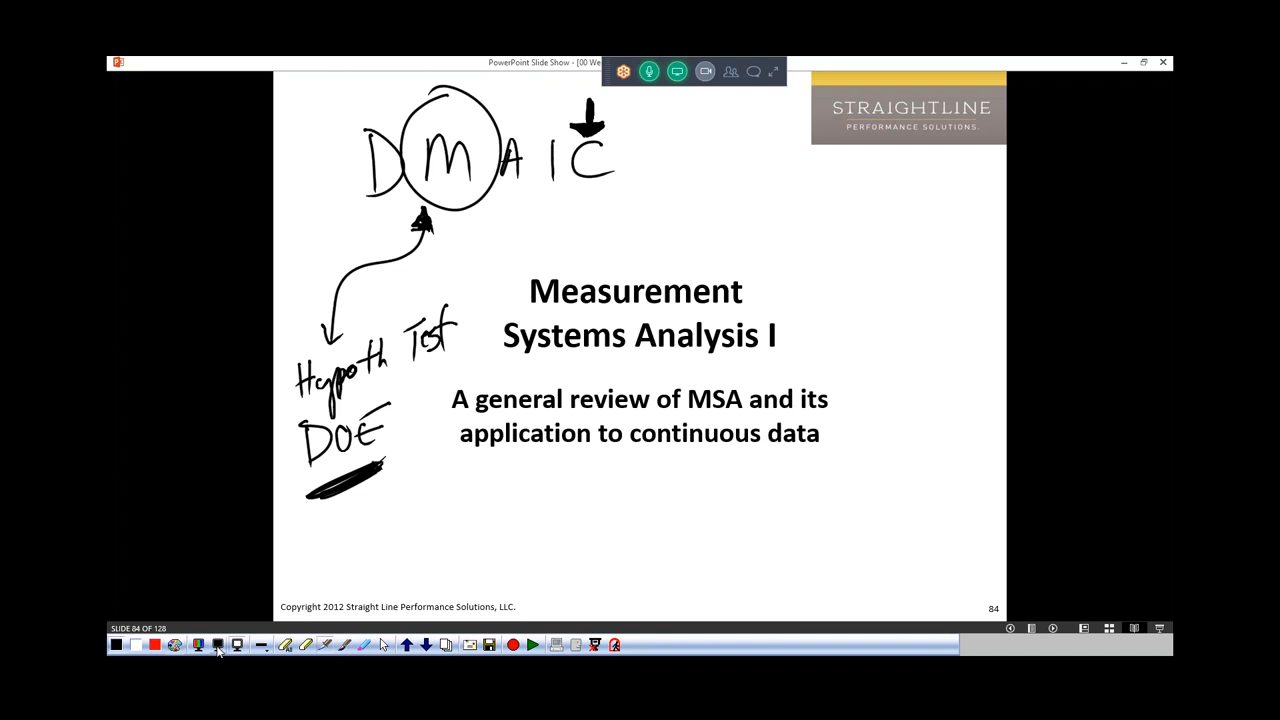 PowerPoint Slide Show - [00 We
STRAIGHTLINE
PERFORMANCE SOLUTIONS.
DMAIC
Measurement
Systems Analysis I
Hypoth Test
DOE
A general review of MSA and its
application to continuous data
Copyright 2012 Straight Line Performance Solutions, LLC.
84
SLIDE 84 OF 128